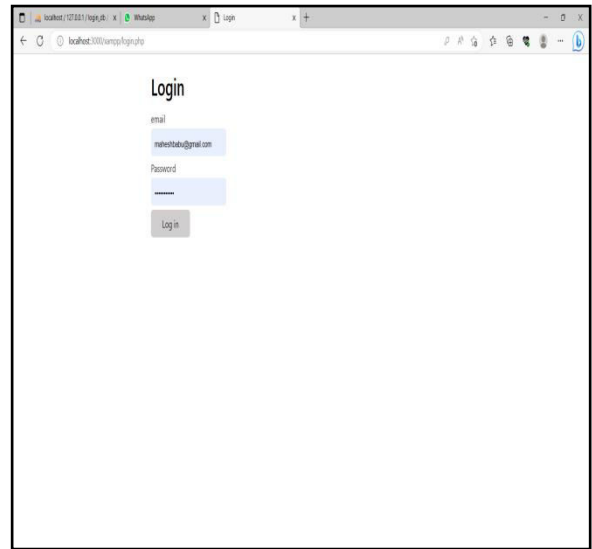 localhost / 127.0.0.1 / login_db |
WhatsApp
Login
localhost:3000/xampp/login.php
Login
email
maheshbabu@gmail.com
Password
Log in